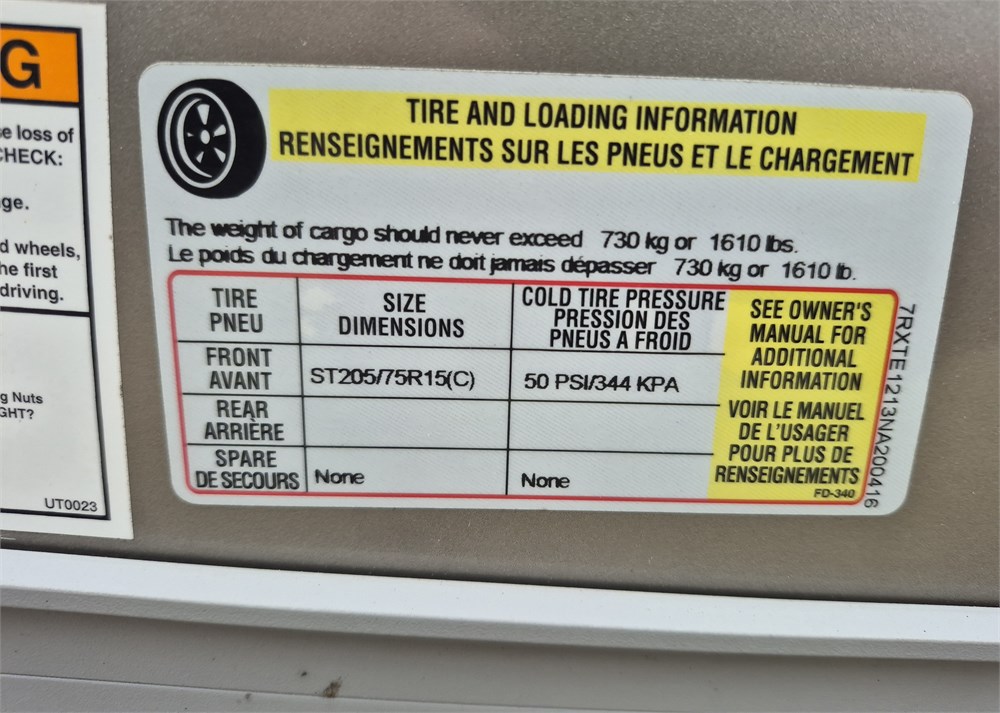 G
e loss of
CHECK:
ge.
d wheels,
he first
driving.
g Nuts
GHT?
UT0023
TIRE AND LOADING INFORMATION
RENSEIGNEMENTS SUR LES PNEUS ET LE CHARGEMENT
The weight of cargo should never exceed 730 kg or 1610 lbs.
Le poids du chargement ne doit jamais dépasser 730 kg or 1610 lb.
TIRE
PNEU
SIZE
DIMENSIONS
COLD TIRE PRESSURE
PRESSION DES
PNEUS A FROID
FRONT
AVANT
ST205/75R15(C)
50 PSI/344 KPA
REAR
ARRIÈRE
SPARE
DE SECOURS
None
None
SEE OWNER'S
MANUAL FOR
ADDITIONAL
INFORMATION
VOIR LE MANUEL
DE L'USAGER
POUR PLUS DE
RENSEIGNEMENTS
FD-340
7RXTE1213NA200416